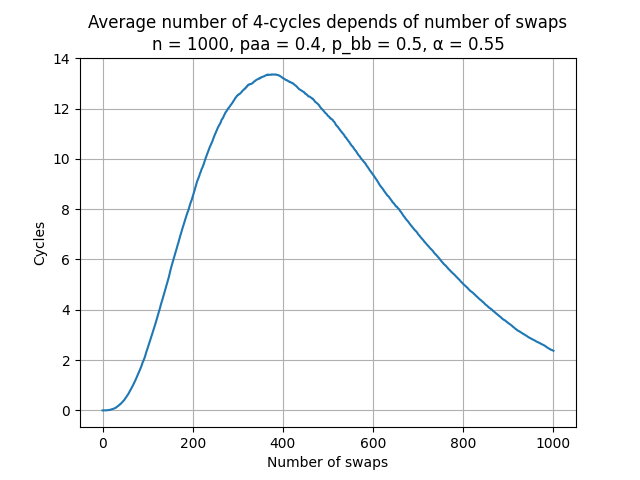 Average number of 4-cycles depends of number of swaps
n = 1000, paa = 0.4, p_bb = 0.5, α = 0.55
14
12
10
8
6
4
2
0
Cycles
0 200 400 600 800 1000
Number of swaps